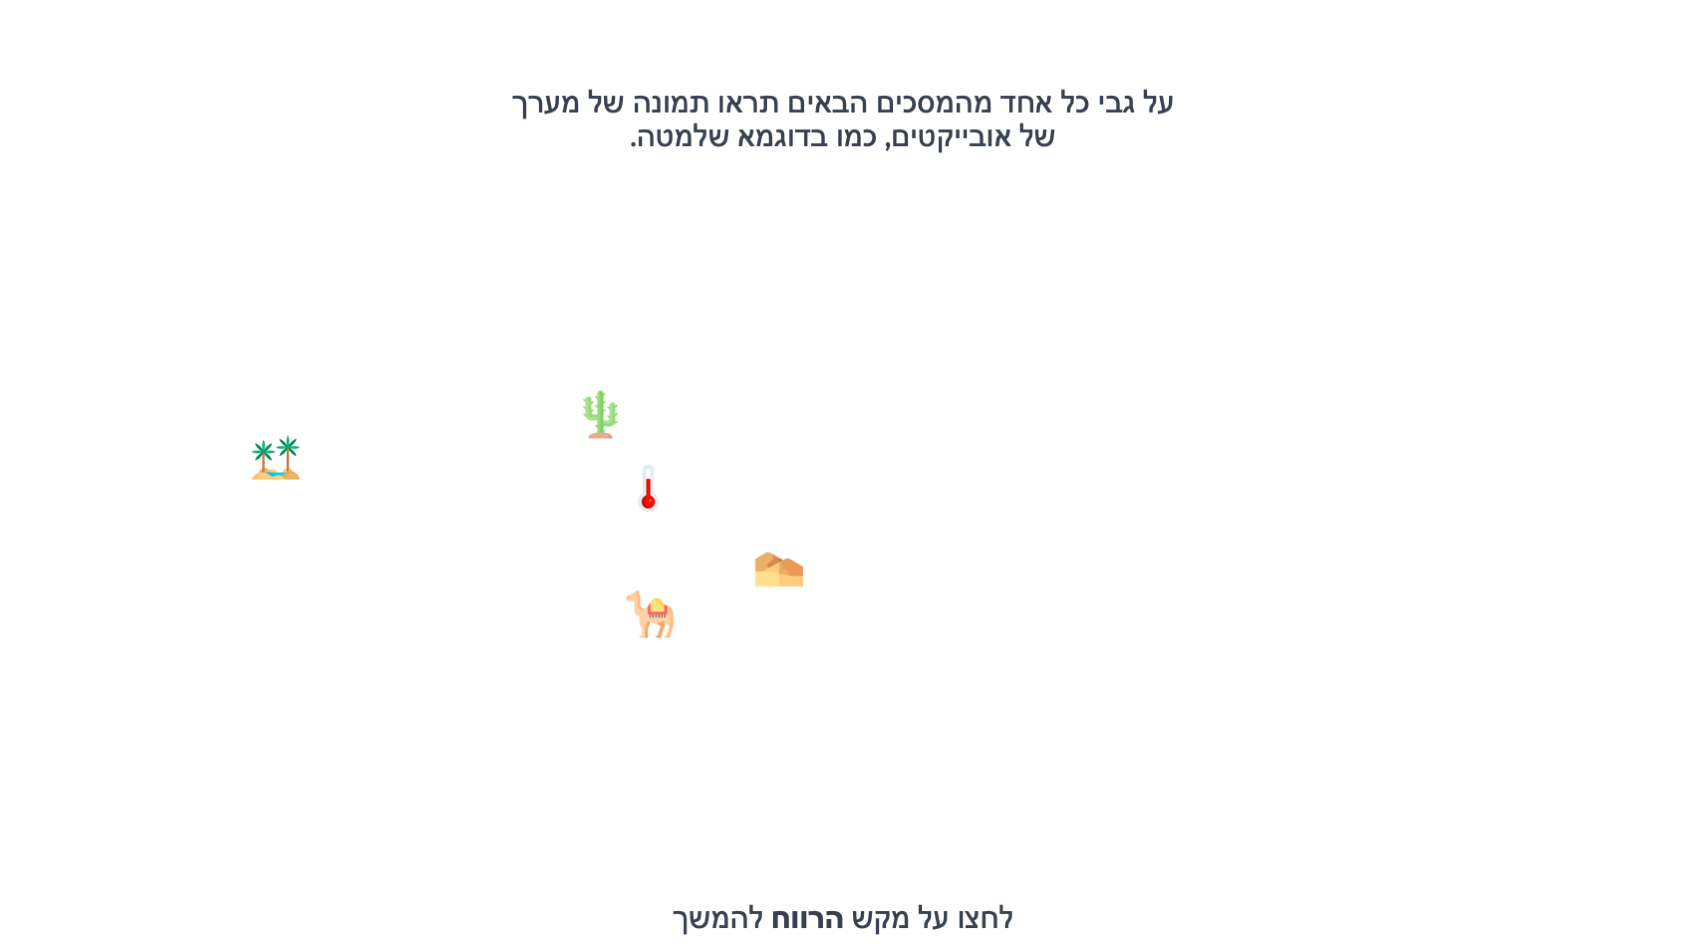 על גבי כל אחד מהמסכים הבאים תראו תמונה של מערך
של אובייקטים, כמו בדוגמא שלמטה.
לחצו על מקש הרווח להמשך